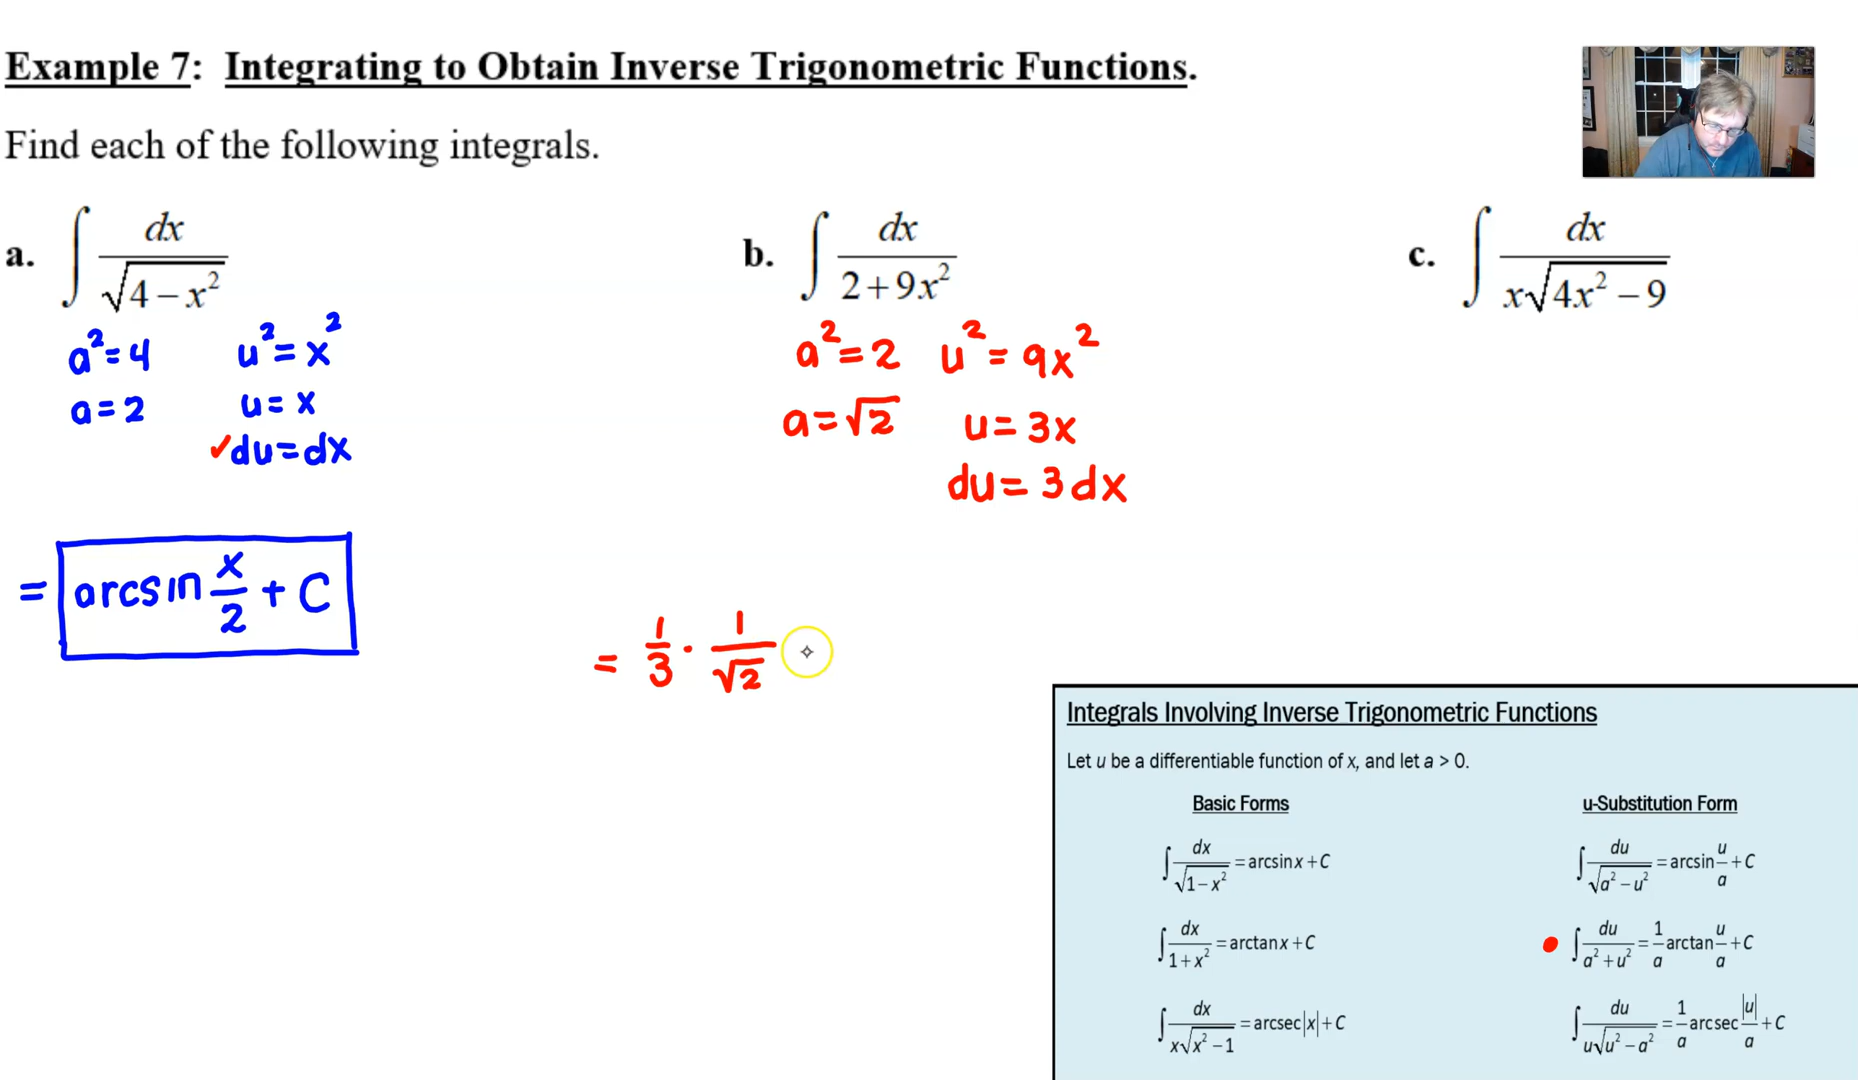 Example 7: Integrating to Obtain Inverse Trigonometric Functions.
Find each of the following integrals.
a. ∫ dx / √(4 − x²)
a² = 4 u² = x²
a = 2 u = x
✓ du = dx
= arcsin x/2 + C
b. ∫ dx / (2 + 9x²)
a² = 2 u² = 9x²
a = √2 u = 3x
du = 3 dx
= 1/3 · 1/√2
c. ∫ dx / (x√(4x² − 9))
Integrals Involving Inverse Trigonometric Functions
Let u be a differentiable function of x, and let a > 0.
Basic Forms
∫ dx / √(1 − x²) = arcsin x + C
∫ dx / (1 + x²) = arctan x + C
∫ dx / (x√(x² − 1)) = arcsec|x| + C
u-Substitution Form
∫ du / √(a² − u²) = arcsin u/a + C
∫ du / (a² + u²) = 1/a arctan u/a + C
∫ du / (u√(u² − a²)) = 1/a arcsec |u|/a + C